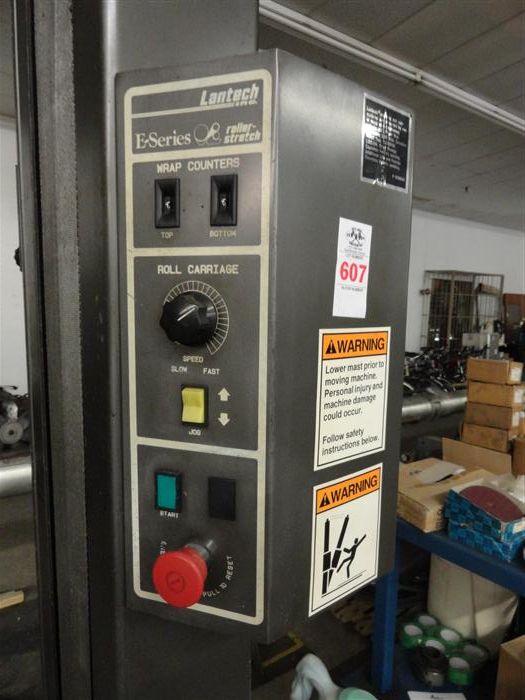 Lantech
INC.
E-Series roller-
stretch
WRAP COUNTERS
TOP BOTTOM
ROLL CARRIAGE
SPEED
SLOW FAST
JOG
START
PULL TO RESET
607
WARNING
Lower mast prior to
moving machine.
Personal injury and
machine damage
could occur.
Follow safety
instructions below.
WARNING